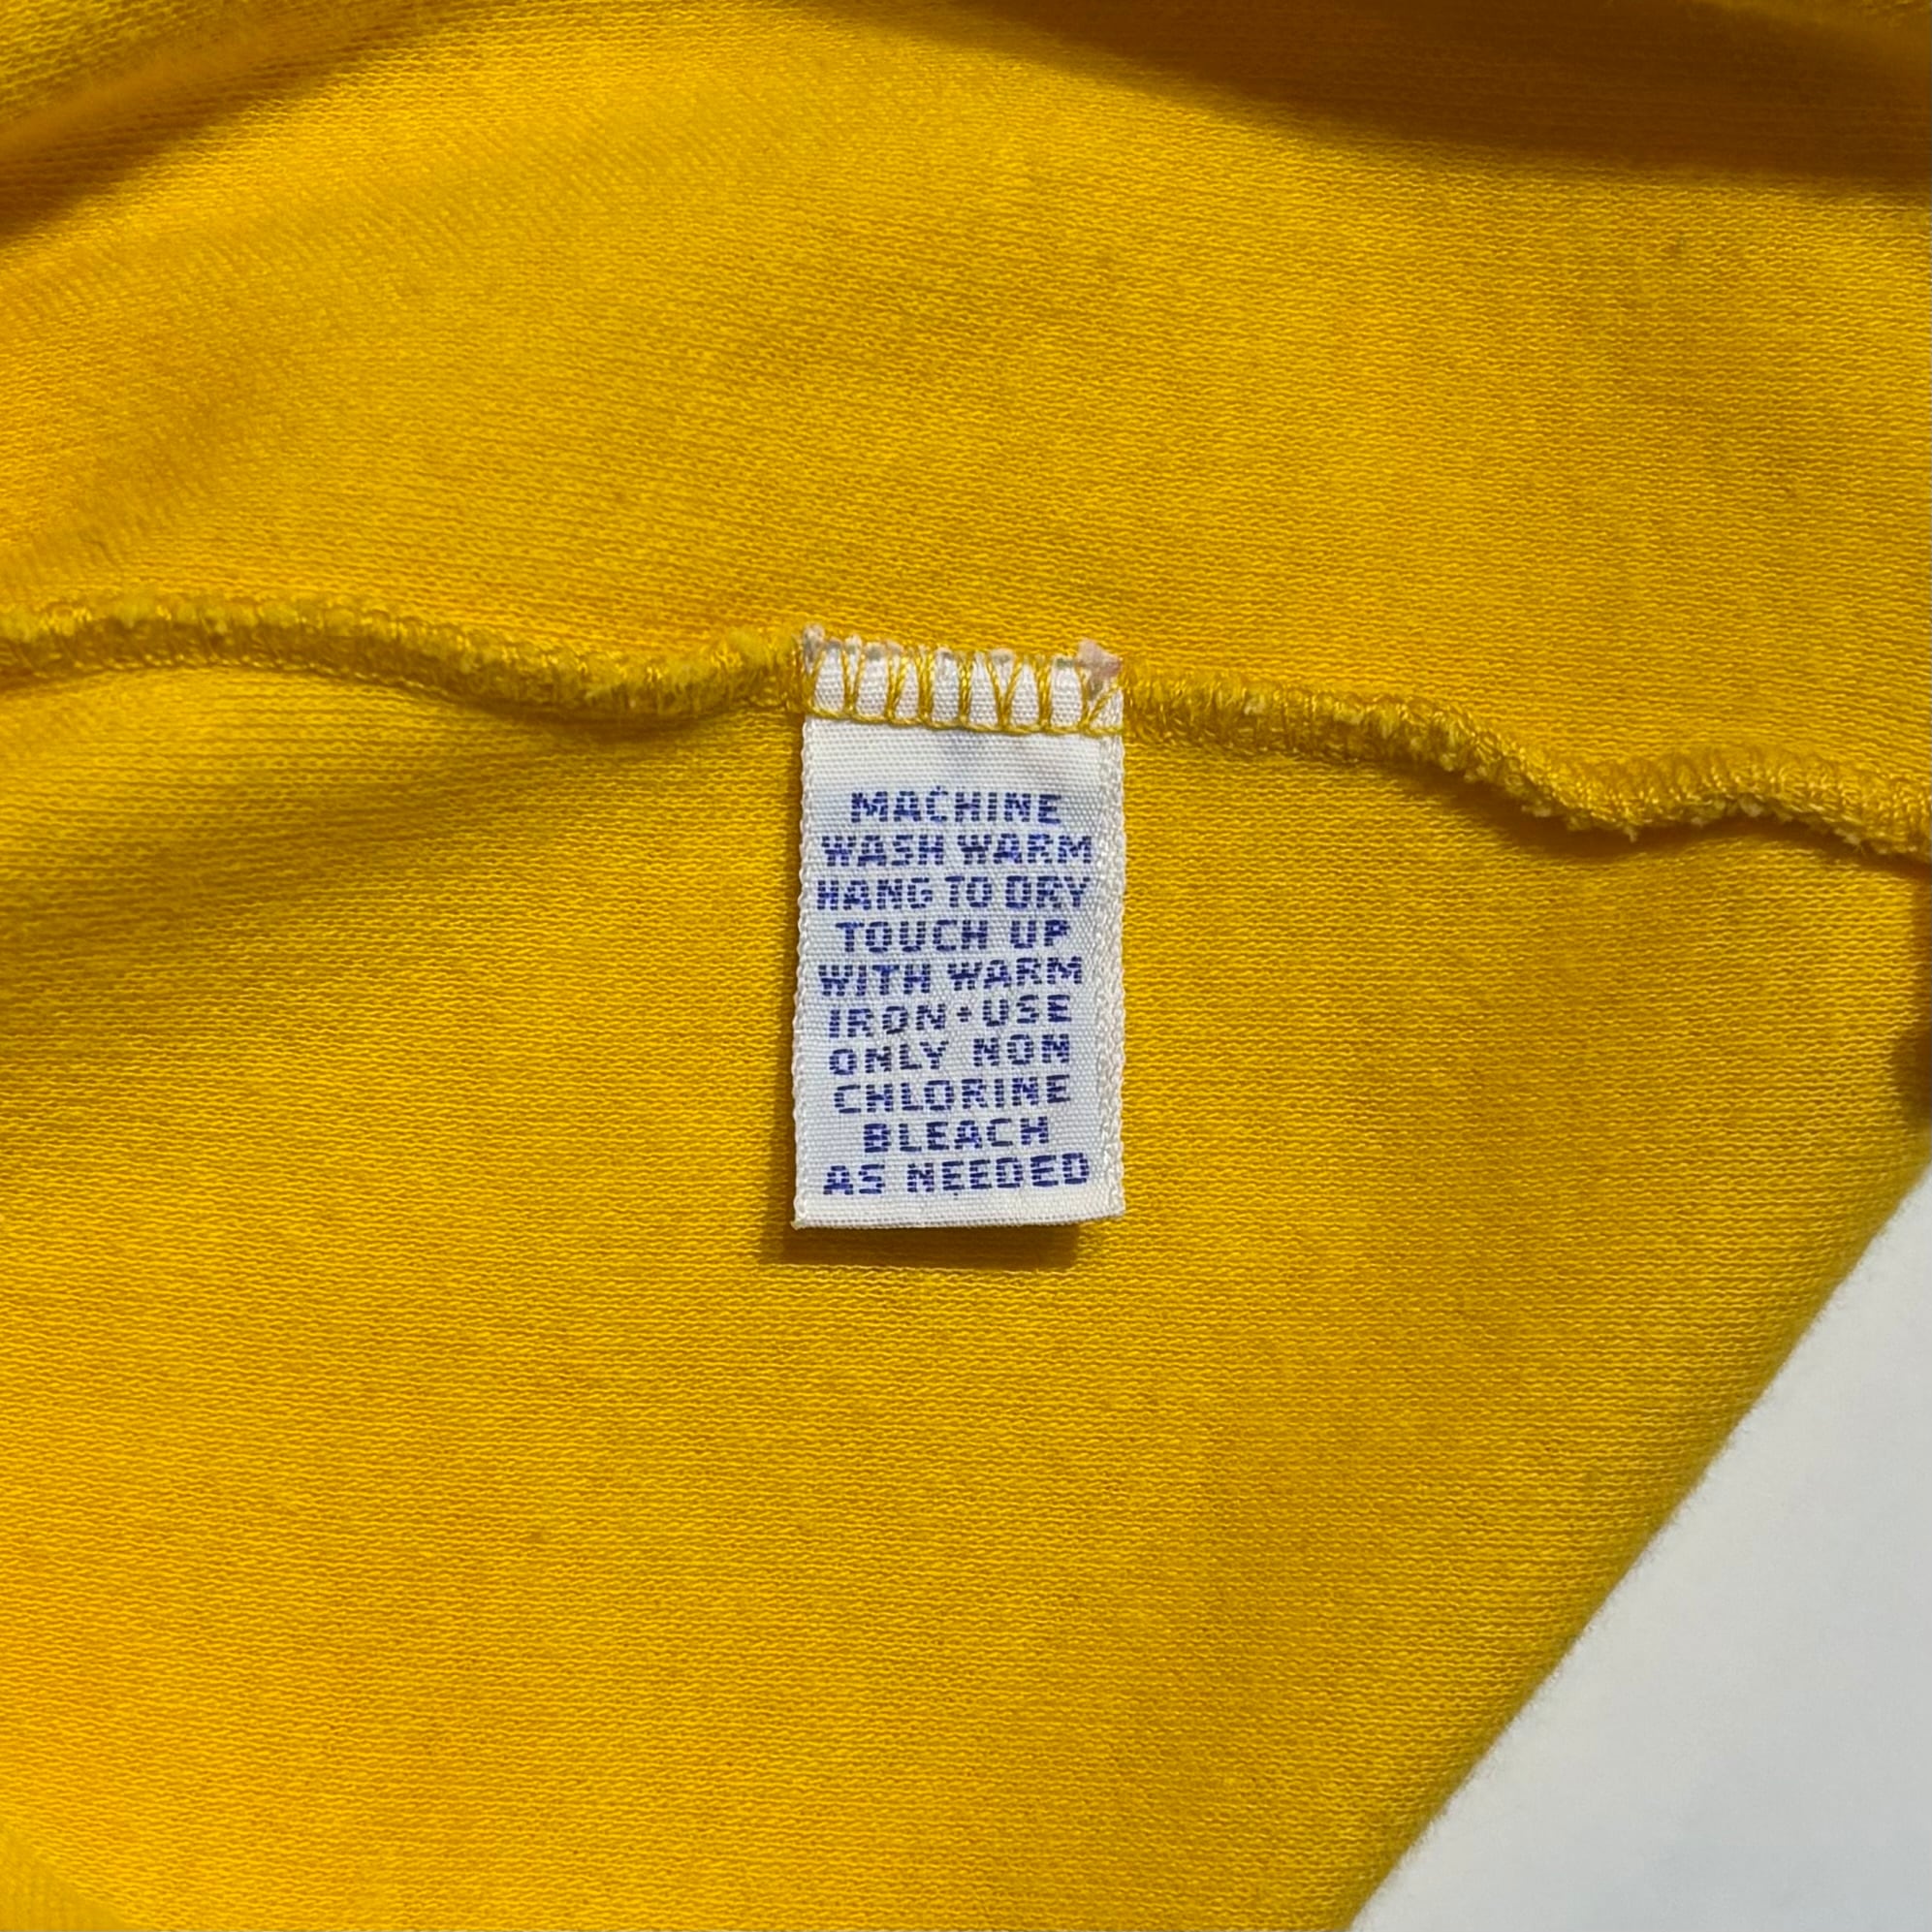 MACHINE
WASH WARM
HANG TO DRY
TOUCH UP
WITH WARM
IRON•USE
ONLY NON
CHLORINE
BLEACH
AS NEEDED